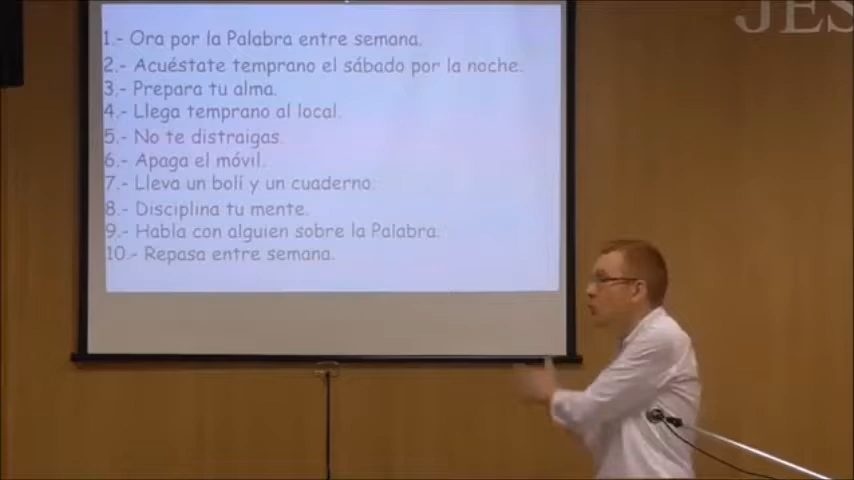 JES
1.- Ora por la Palabra entre semana.
2.- Acuéstate temprano el sábado por la noche.
3.- Prepara tu alma.
4.- Llega temprano al local.
5.- No te distraigas.
6.- Apaga el móvil.
7.- Lleva un bolí y un cuaderno.
8.- Disciplina tu mente.
9.- Habla con alguien sobre la Palabra.
10.- Repasa entre semana.